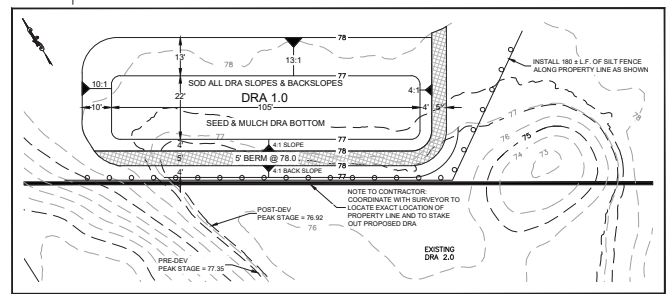 78
13'
78
13:1
10:1
77
SOD ALL DRA SLOPES & BACKSLOPES
4:1
22'
DRA 1.0
10'
105'
4'
5'
SEED & MULCH DRA BOTTOM
77
77
4'
4:1 SLOPE
78
5'
5' BERM @ 78.0
78
4'
4:1 BACK SLOPE
77
INSTALL 180 ± L.F. OF SILT FENCE
ALONG PROPERTY LINE AS SHOWN
77
78
76
75
74
73
NOTE TO CONTRACTOR:
COORDINATE WITH SURVEYOR TO
LOCATE EXACT LOCATION OF
PROPERTY LINE AND TO STAKE
OUT PROPOSED DRA
POST-DEV
PEAK STAGE = 76.92
76
PRE-DEV
PEAK STAGE = 77.35
EXISTING
DRA 2.0